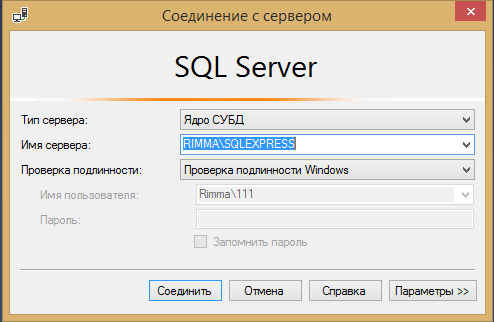 Соединение с сервером
SQL Server
Тип сервера: Ядро СУБД
Имя сервера: RIMMA\SQLEXPRESS
Проверка подлинности: Проверка подлинности Windows
Имя пользователя: Rimma\111
Пароль:
Запомнить пароль
Соединить Отмена Справка Параметры >>